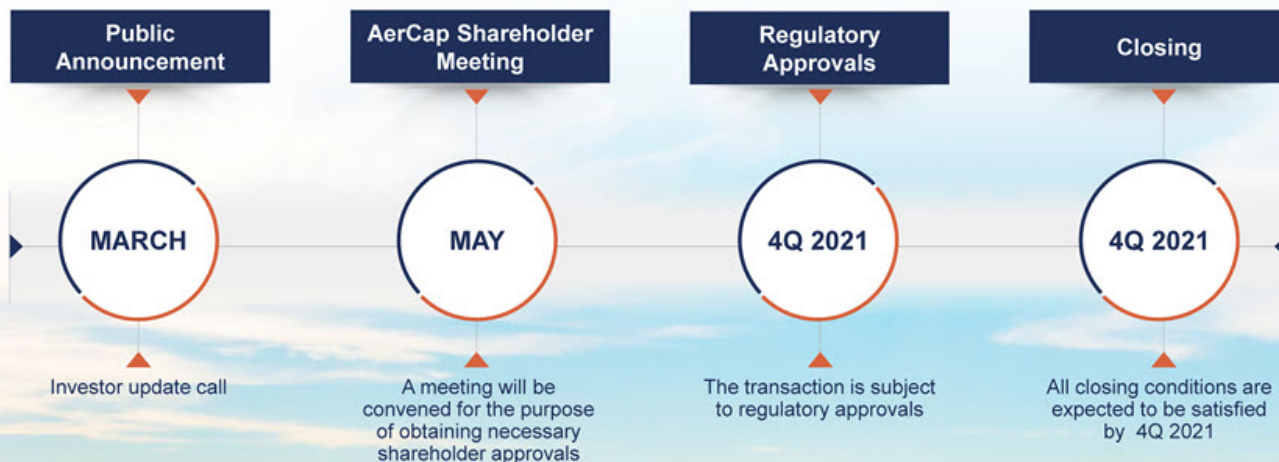 Public
Announcement
MARCH
Investor update call
AerCap Shareholder
Meeting
MAY
A meeting will be
convened for the purpose
of obtaining necessary
shareholder approvals
Regulatory
Approvals
4Q 2021
The transaction is subject
to regulatory approvals
Closing
4Q 2021
All closing conditions are
expected to be satisfied
by 4Q 2021